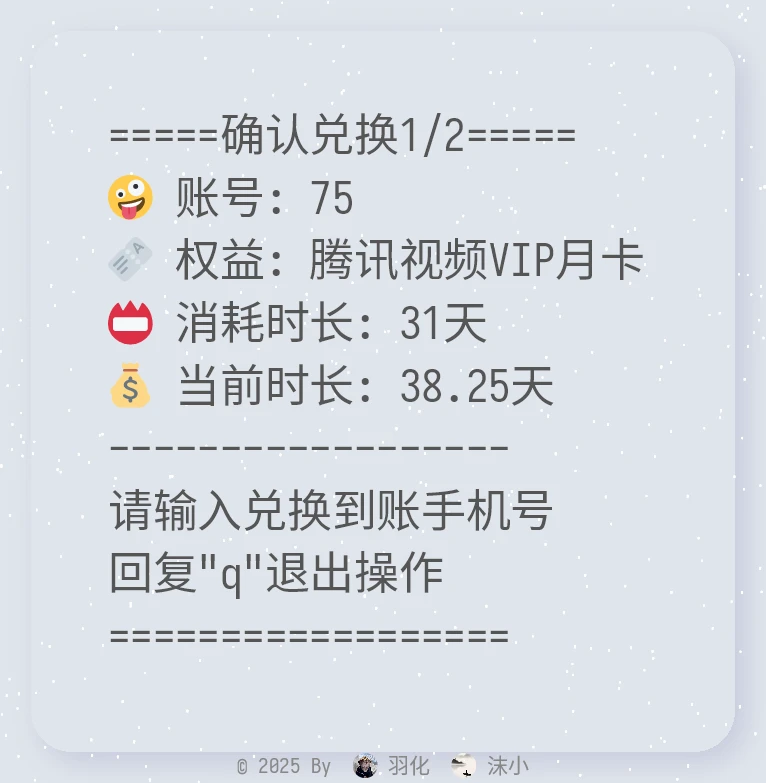 =====确认兑换1/2=====
🤪 账号: 75
🎫 权益: 腾讯视频VIP月卡
📛 消耗时长: 31天
💰 当前时长: 38.25天
------------------
请输入兑换到账手机号
回复"q"退出操作
==================
© 2025 By 羽化 沫小